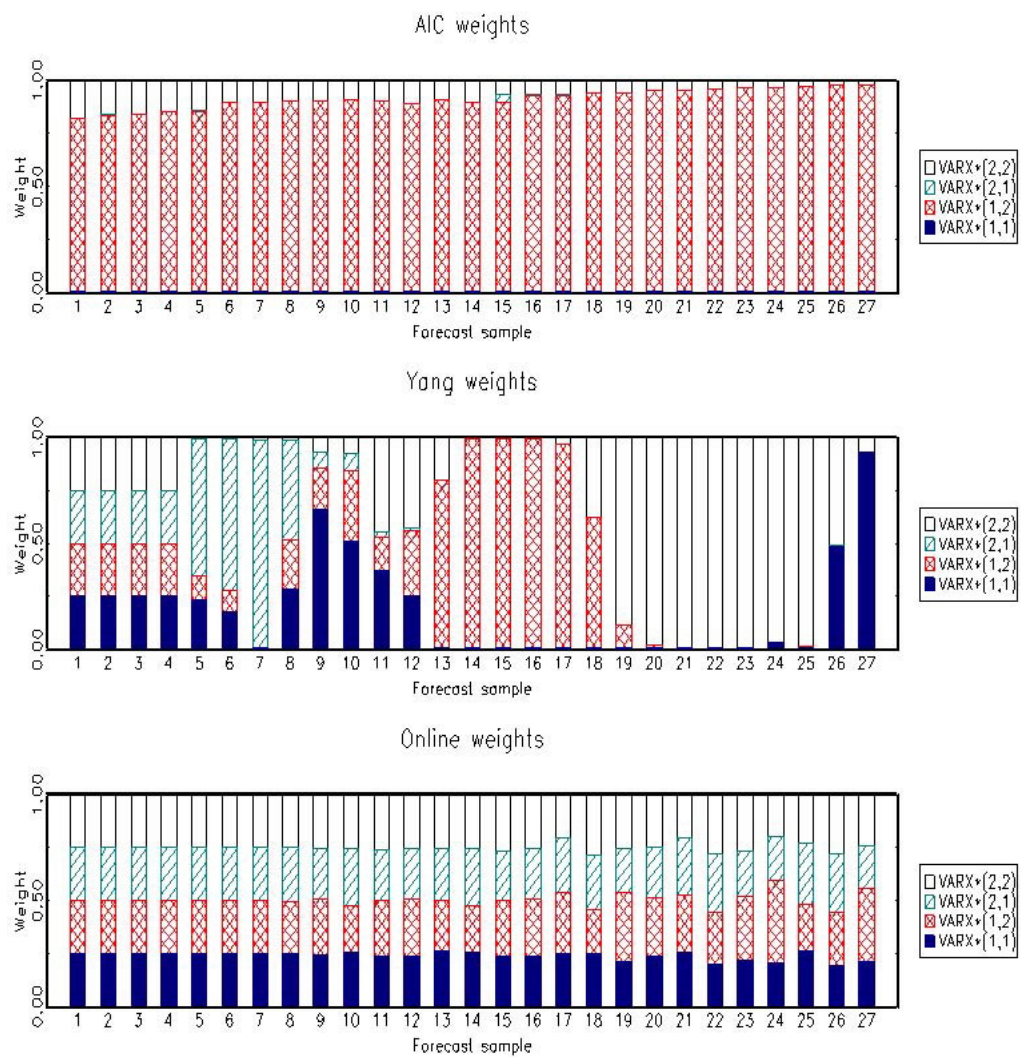 AIC weights
1.00
VARX*(2,2)
VARX*(2,1)
VARX*(1,2)
VARX*(1,1)
Weight
0.50
0.00
0 1 2 3 4 5 6 7 8 9 10 11 12 13 14 15 16 17 18 19 20 21 22 23 24 25 26 27
Forecast sample
Yang weights
1.00
VARX*(2,2)
VARX*(2,1)
VARX*(1,2)
VARX*(1,1)
Weight
0.50
0.00
0 1 2 3 4 5 6 7 8 9 10 11 12 13 14 15 16 17 18 19 20 21 22 23 24 25 26 27
Forecast sample
Online weights
1.00
VARX*(2,2)
VARX*(2,1)
VARX*(1,2)
VARX*(1,1)
Weight
0.50
0.00
0 1 2 3 4 5 6 7 8 9 10 11 12 13 14 15 16 17 18 19 20 21 22 23 24 25 26 27
Forecast sample